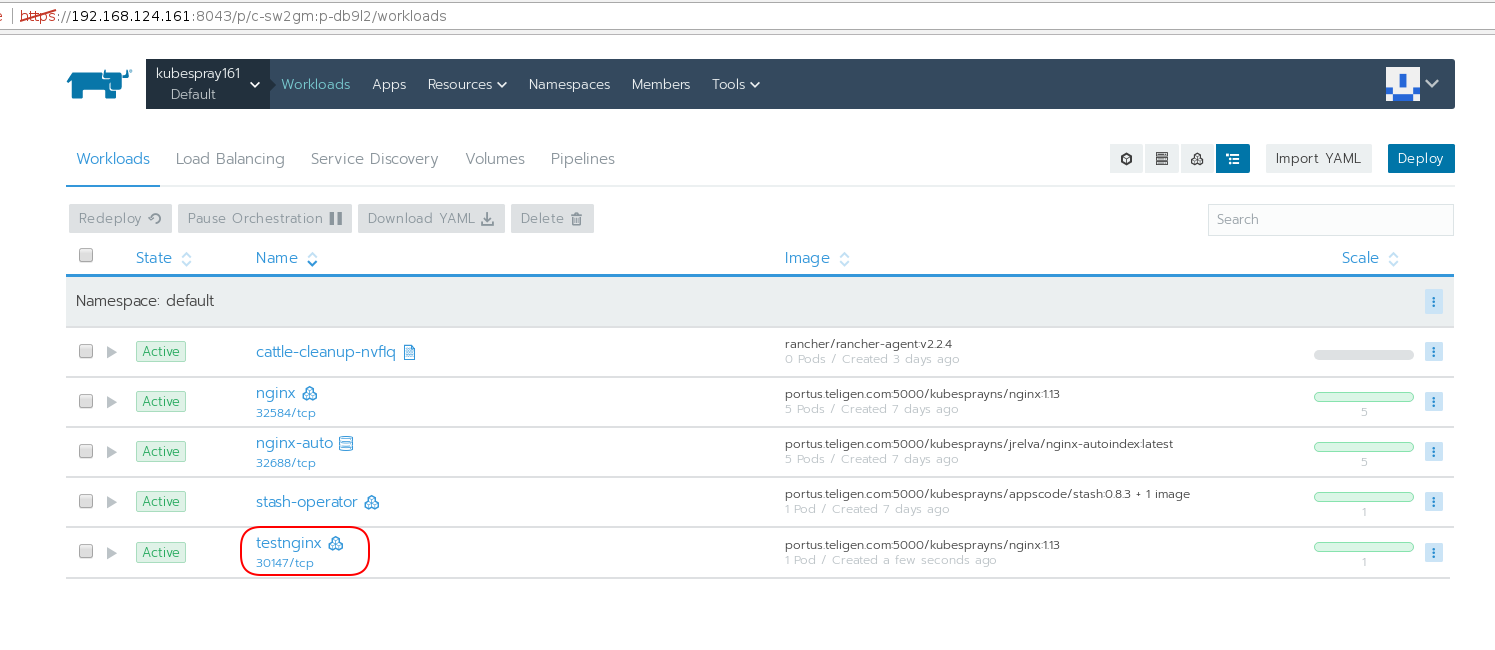 https://192.168.124.161:8043/p/c-sw2gm:p-db9l2/workloads
kubespray161
Default
Workloads Apps Resources Namespaces Members Tools
Workloads Load Balancing Service Discovery Volumes Pipelines Import YAML Deploy
Redeploy Pause Orchestration Download YAML Delete Search
State Name Image Scale
Namespace: default
Active cattle-cleanup-nvflq rancher/rancher-agent:v2.2.4
0 Pods / Created 3 days ago
Active nginx portus.teligen.com:5000/kubesprayns/nginx:1.13
32584/tcp 5 Pods / Created 7 days ago 5
Active nginx-auto portus.teligen.com:5000/kubesprayns/jrelva/nginx-autoindex:latest
32688/tcp 5 Pods / Created 7 days ago 5
Active stash-operator portus.teligen.com:5000/kubesprayns/appscode/stash:0.8.3 + 1 image
1 Pod / Created 7 days ago 1
Active testnginx portus.teligen.com:5000/kubesprayns/nginx:1.13
30147/tcp 1 Pod / Created a few seconds ago 1